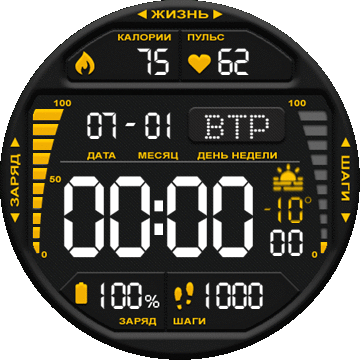 ЖИЗНЬ
КАЛОРИИ ПУЛЬС
75 62
100 100
07-01 ВТР
ДАТА МЕСЯЦ ДЕНЬ НЕДЕЛИ
ЗАРЯД
50
00:00
-10°
00
ШАГИ
0 0
100% 1000
ЗАРЯД ШАГИ